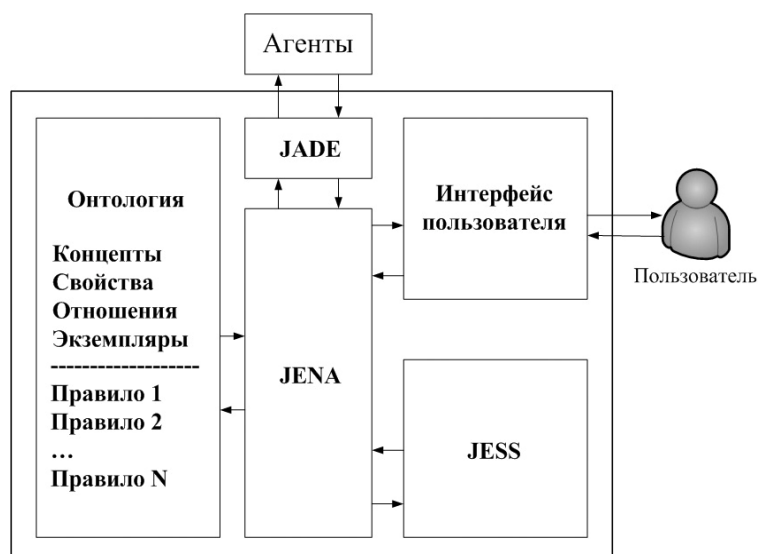 Агенты
JADE
Онтология
Концепты
Свойства
Отношения
Экземпляры
-------------------
Правило 1
Правило 2
...
Правило N
JENA
Интерфейс
пользователя
JESS
Пользователь